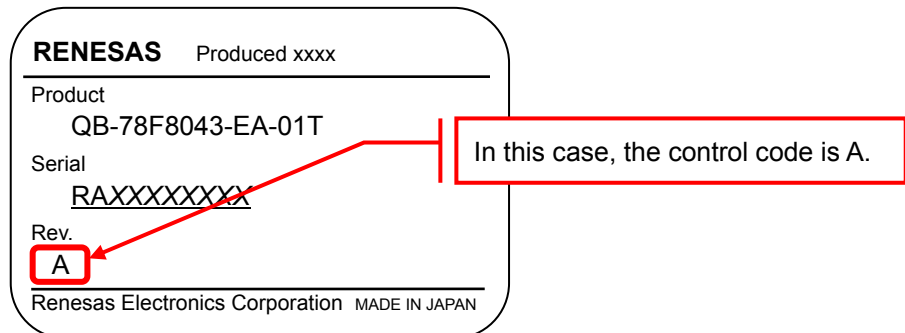 RENESAS Produced xxxx
Product
QB-78F8043-EA-01T
In this case, the control code is A.
Serial
RAXXXXXXXX
Rev.
A
Renesas Electronics Corporation MADE IN JAPAN